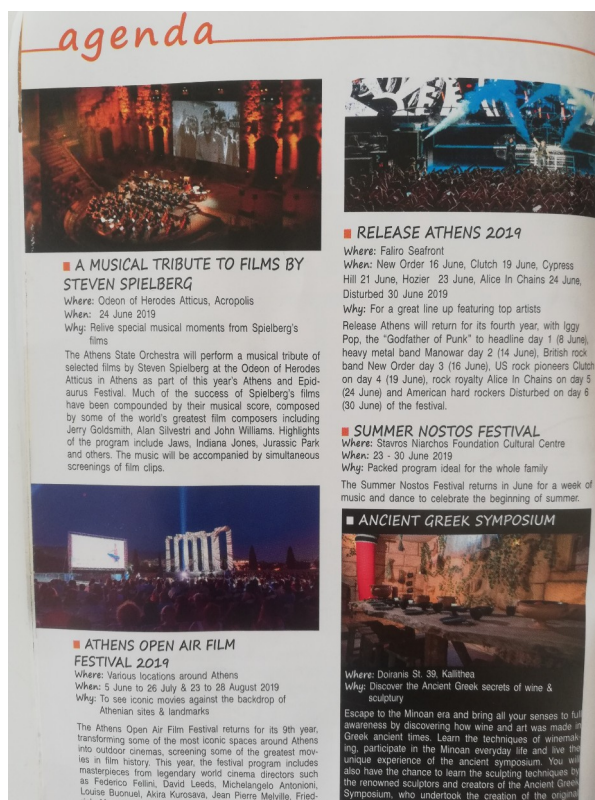 agenda
A MUSICAL TRIBUTE TO FILMS BY
STEVEN SPIELBERG
Where: Odeon of Herodes Atticus, Acropolis
When: 24 June 2019
Why: Relive special musical moments from Spielberg's
films
The Athens State Orchestra will perform a musical tribute of
selected films by Steven Spielberg at the Odeon of Herodes
Atticus in Athens as part of this year's Athens and Epid-
aurus Festival. Much of the success of Spielberg's films
have been compounded by their musical score, composed
by some of the world's greatest film composers including
Jerry Goldsmith, Alan Silvestri and John Williams. Highlights
of the program include Jaws, Indiana Jones, Jurassic Park
and others. The music will be accompanied by simultaneous
screenings of film clips.
ATHENS OPEN AIR FILM
FESTIVAL 2019
Where: Various locations around Athens
When: 5 June to 26 July & 23 to 28 August 2019
Why: To see iconic movies against the backdrop of
Athenian sites & landmarks
The Athens Open Air Film Festival returns for its 9th year,
transforming some of the most iconic spaces around Athens
into outdoor cinemas, screening some of the greatest mov-
ies in film history. This year, the festival program includes
masterpieces from legendary world cinema directors such
as Federico Fellini, David Leeds, Michelangelo Antonioni,
Louise Buonuel, Akira Kurosava, Jean Pierre Melville, Fried-
RELEASE ATHENS 2019
Where: Faliro Seafront
When: New Order 16 June, Clutch 19 June, Cypress
Hill 21 June, Hozier 23 June, Alice In Chains 24 June,
Disturbed 30 June 2019
Why: For a great line up featuring top artists
Release Athens will return for its fourth year, with Iggy
Pop, the "Godfather of Punk" to headline day 1 (8 June),
heavy metal band Manowar day 2 (14 June), British rock
band New Order day 3 (16 June), US rock pioneers Clutch
on day 4 (19 June), rock royalty Alice In Chains on day 5
(24 June) and American hard rockers Disturbed on day 6
(30 June) of the festival.
SUMMER NOSTOS FESTIVAL
Where: Stavros Niarchos Foundation Cultural Centre
When: 23 - 30 June 2019
Why: Packed program ideal for the whole family
The Summer Nostos Festival returns in June for a week of
music and dance to celebrate the beginning of summer.
ANCIENT GREEK SYMPOSIUM
Where: Doiranis St. 39, Kallithea
Why: Discover the Ancient Greek secrets of wine &
sculptury
Escape to the Minoan era and bring all your senses to full
awareness by discovering how wine and art was made in
Greek ancient times. Learn the techniques of winemak-
ing, participate in the Minoan everyday life and live the
unique experience of the ancient symposium. You will
also have the chance to learn the sculpting techniques by
the renowned sculptors and creators of the Ancient Greek
Symposium, who undertook the creation of the original